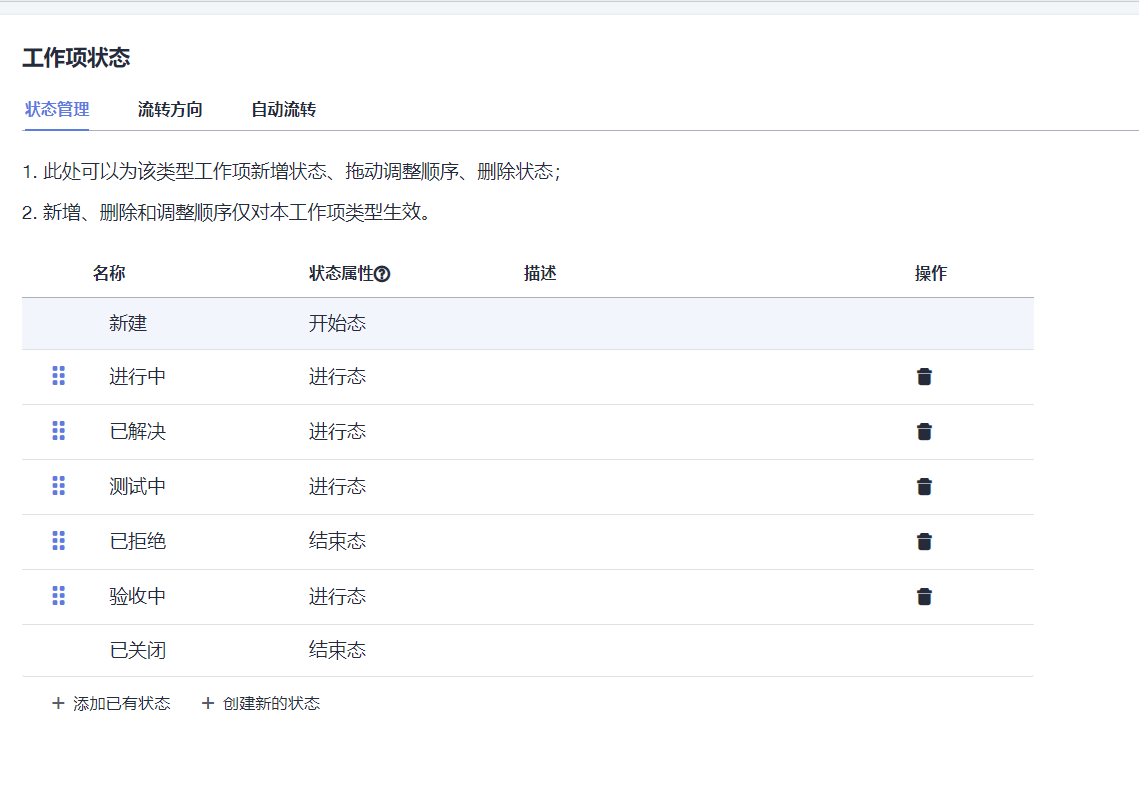 工作项状态
状态管理 流转方向 自动流转
1. 此处可以为该类型工作项新增状态、拖动调整顺序、删除状态;
2. 新增、删除和调整顺序仅对本工作项类型生效。
名称 状态属性? 描述 操作
新建 开始态
进行中 进行态
已解决 进行态
测试中 进行态
已拒绝 结束态
验收中 进行态
已关闭 结束态
+ 添加已有状态 + 创建新的状态